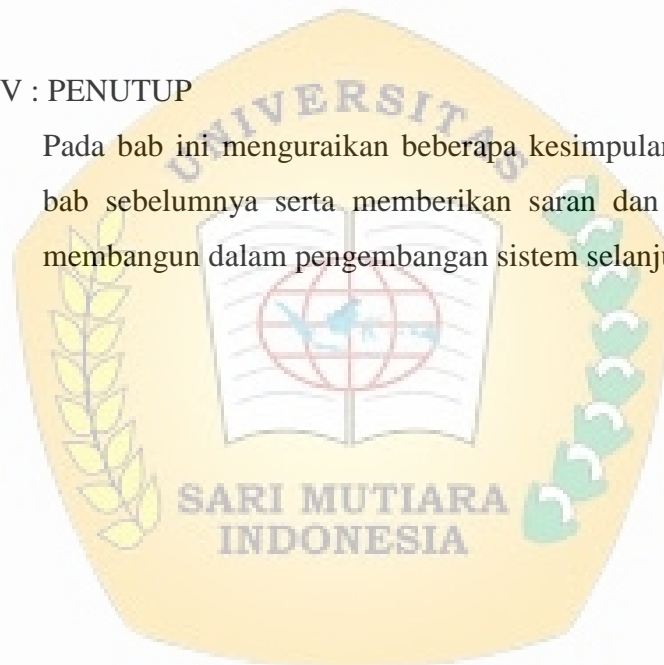 V : PENUTUP
UNIVERSITAS
Pada bab ini menguraikan beberapa kesimpulan
bab sebelumnya serta memberikan saran dan
membangun dalam pengembangan sistem selanju
SARI MUTIARA
INDONESIA